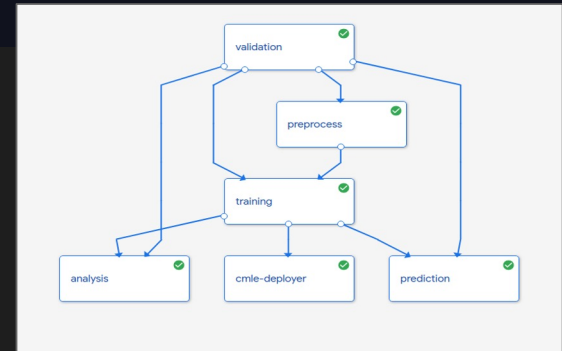 validation
preprocess
training
analysis
cmle-deployer
prediction